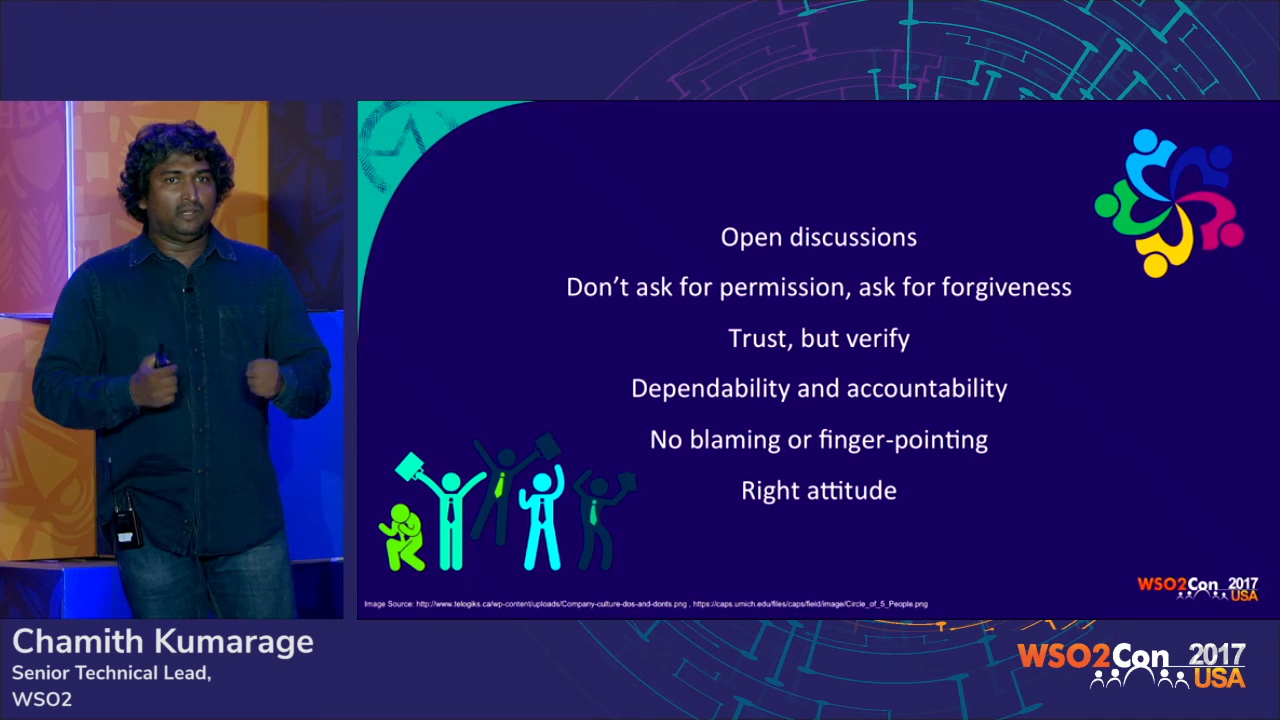 Open discussions
Don't ask for permission, ask for forgiveness
Trust, but verify
Dependability and accountability
No blaming or finger-pointing
Right attitude
WSO2Con 2017
USA
Image Source: http://www.telogiks.ca/wp-content/uploads/Company-culture-dos-and-donts.png , https://caps.umich.edu/files/caps/field/image/Circle_of_5_People.png
Chamith Kumarage
Senior Technical Lead,
WSO2
WSO2Con 2017
USA